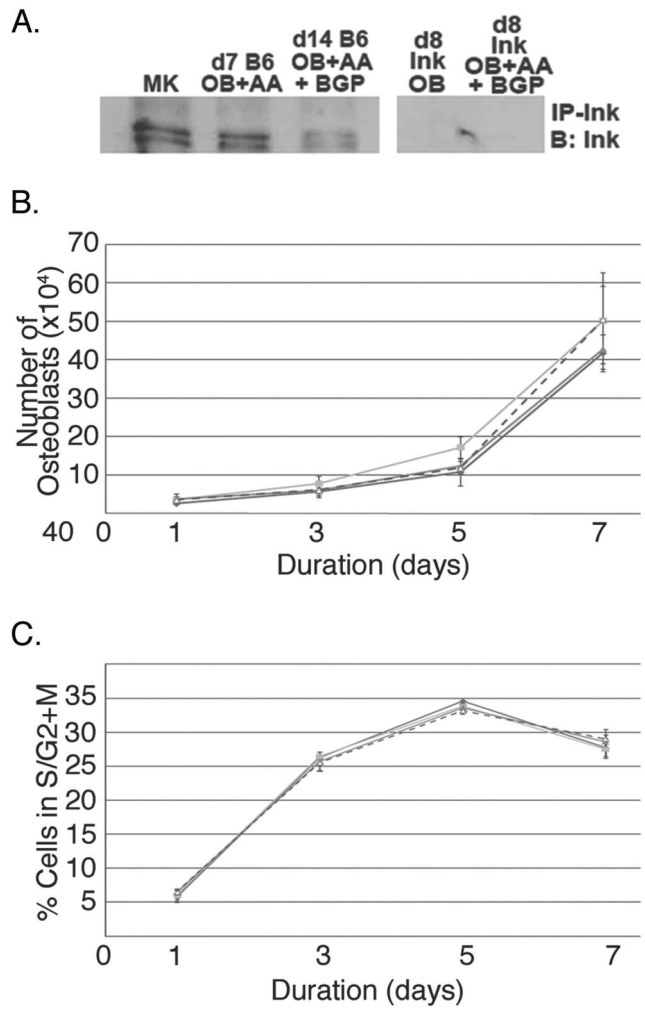 A.
MK
d7 B6
OB+AA
d14 B6
OB+AA
+ BGP
d8
Ink
OB
d8
Ink
OB+AA
+ BGP
IP-Ink
B: Ink
B.
Number of
Osteoblasts (x10⁴)
70
60
50
40
30
20
10
40 0 1 3 5 7
Duration (days)
C.
% Cells in S/G2+M
35
30
25
20
15
10
5
0 1 3 5 7
Duration (days)